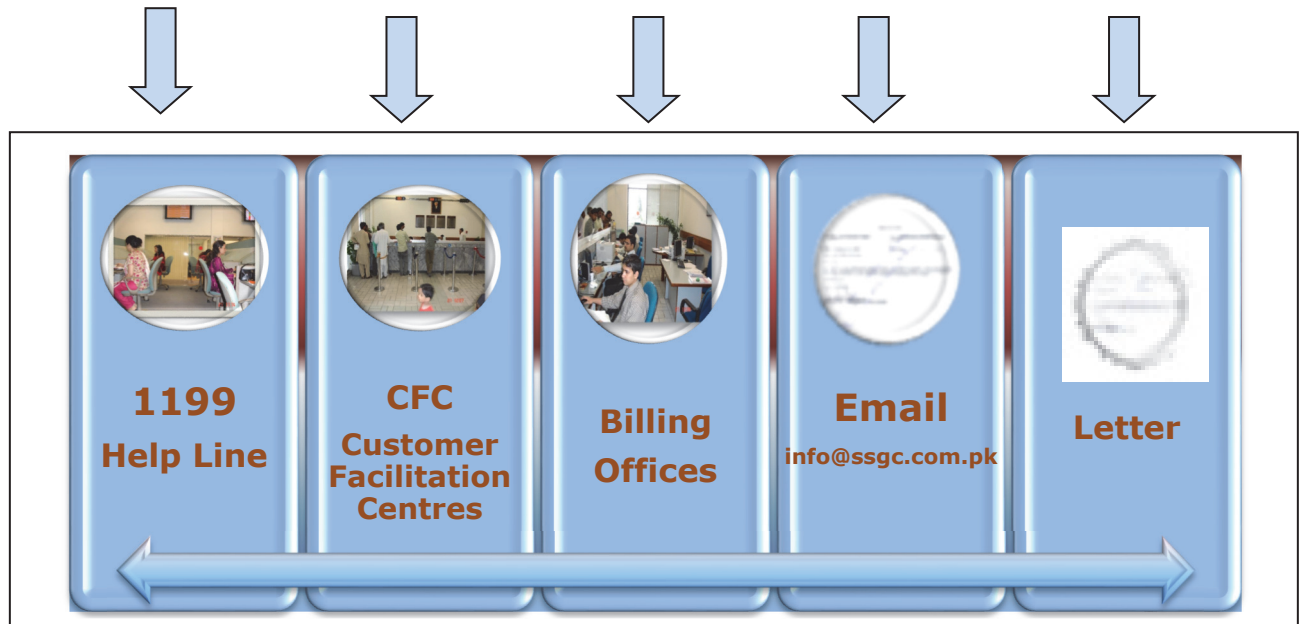 1199
Help Line
CFC
Customer
Facilitation
Centres
Billing
Offices
Email
info@ssgc.com.pk
Letter